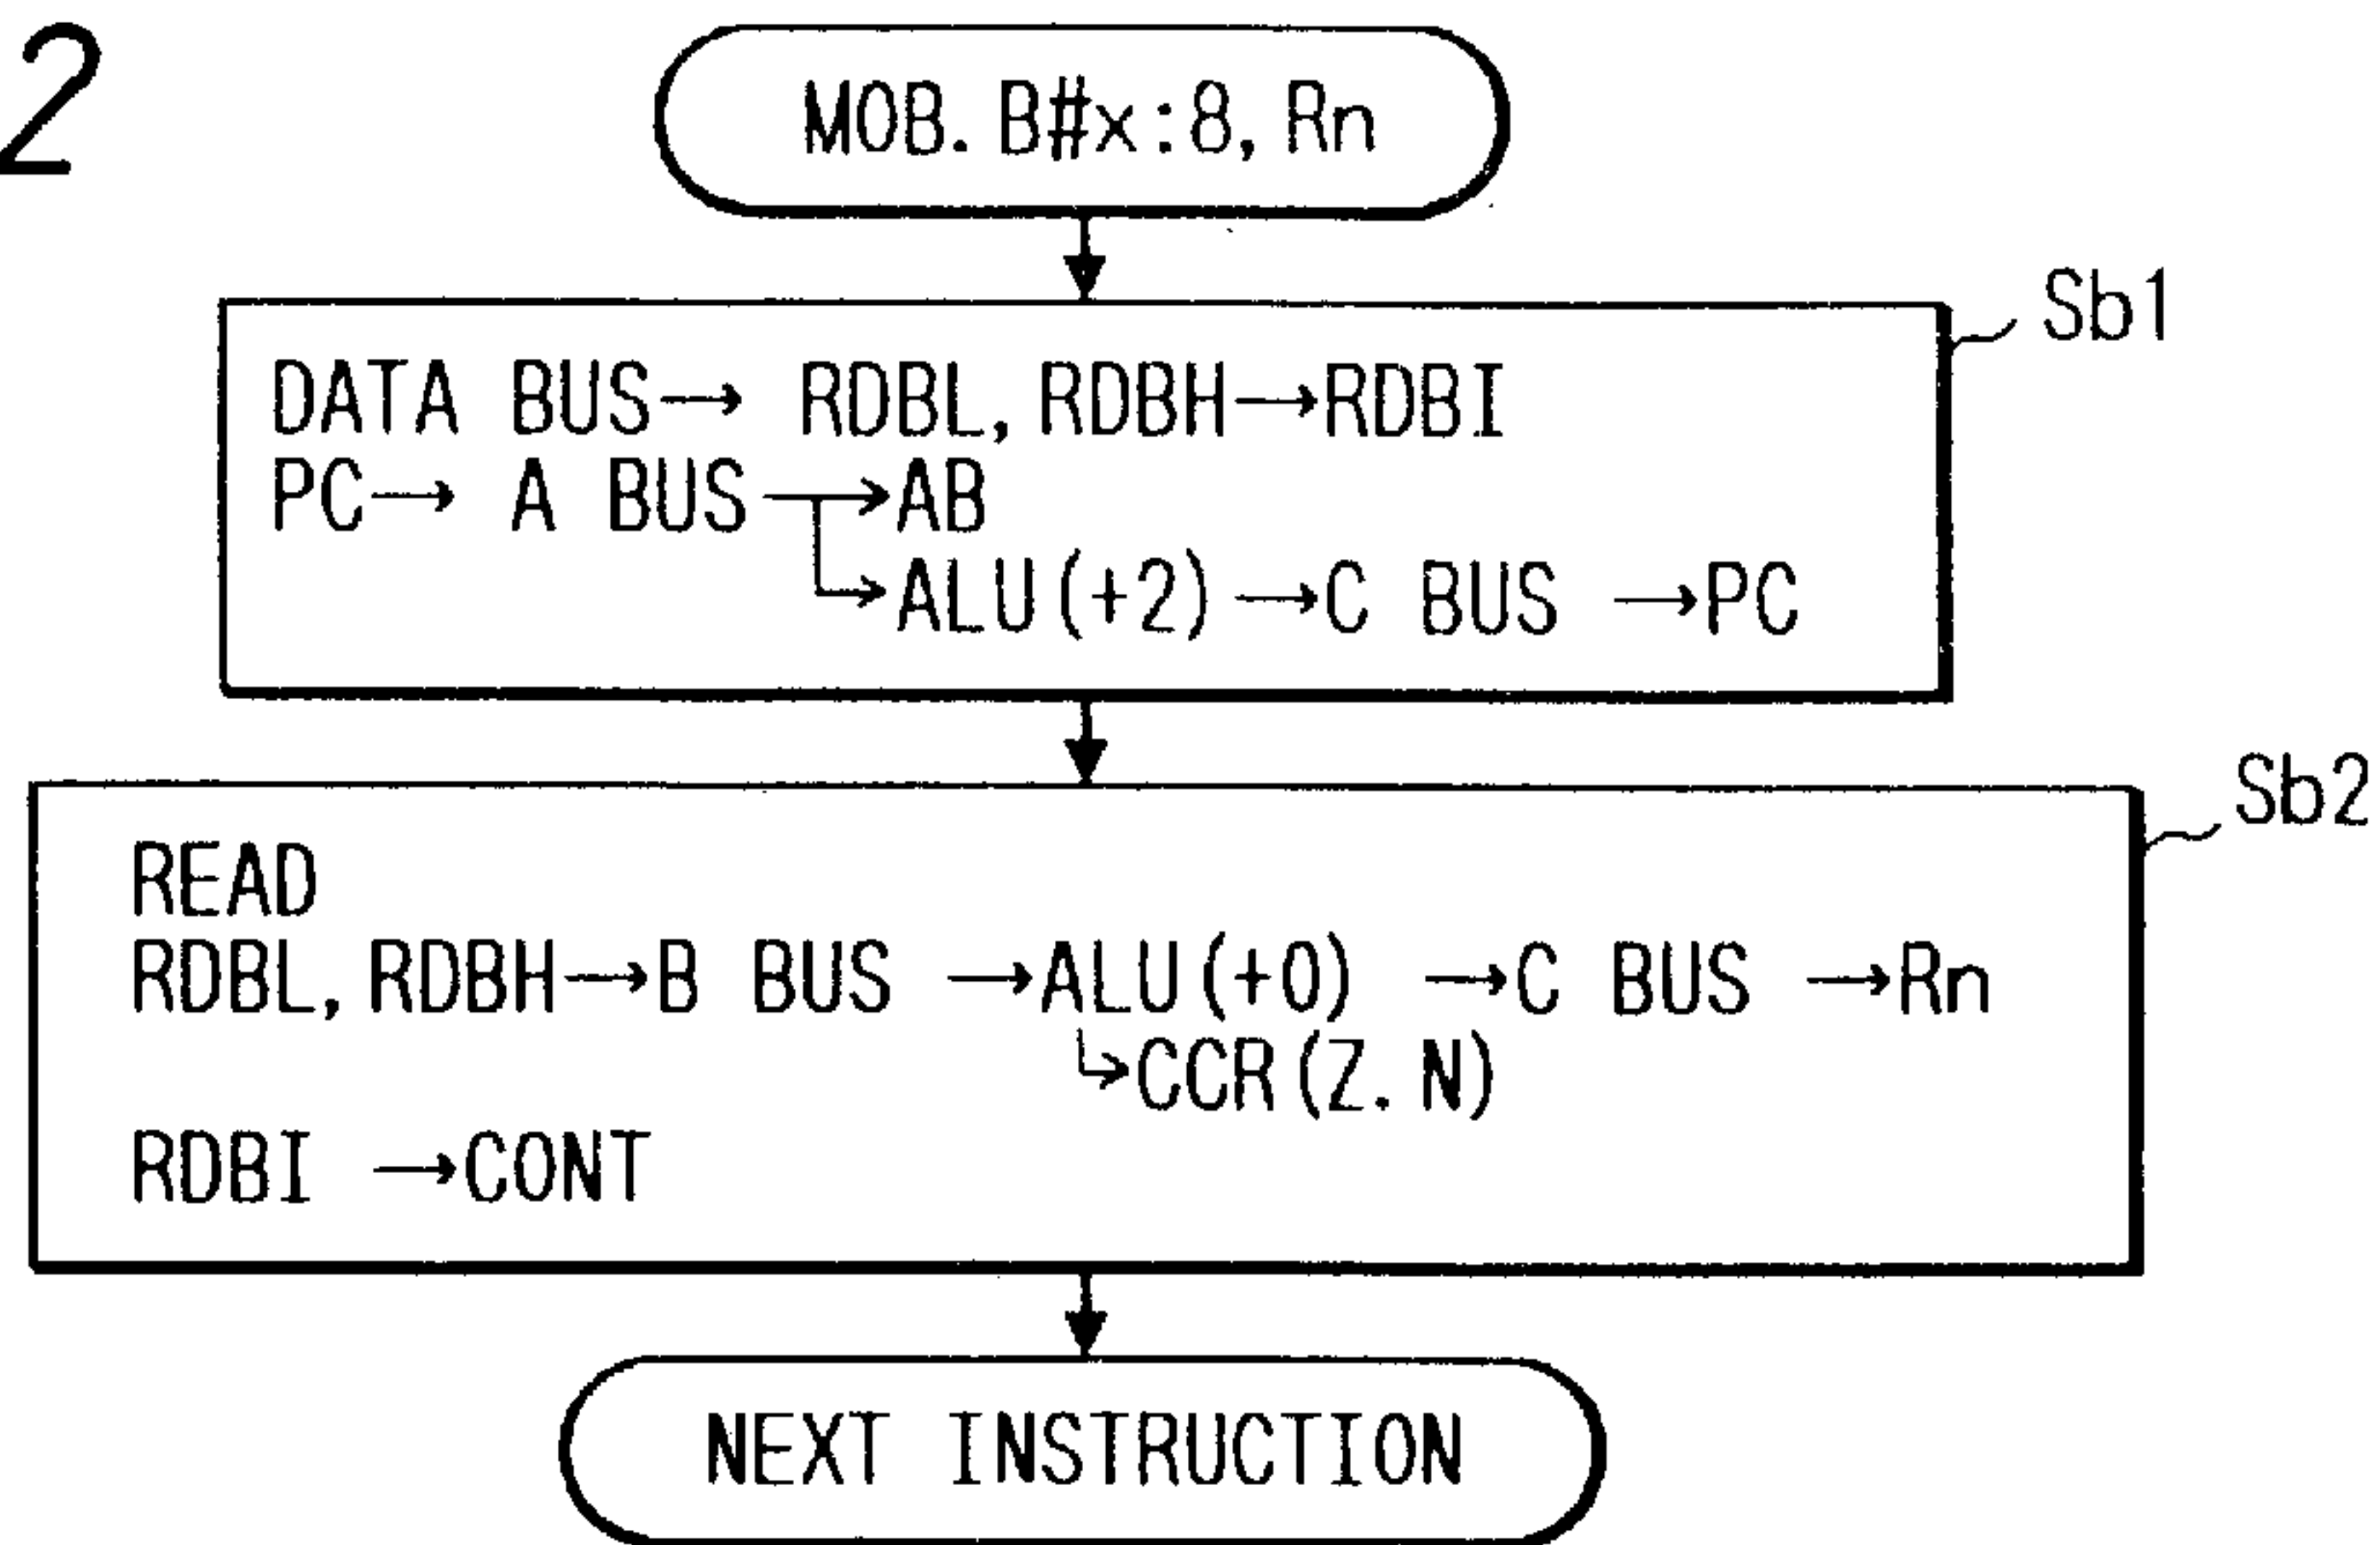 2
MOB. B#x:8, Rn
Sb1
DATA BUS→ RDBL, RDBH→RDBI
PC→ A BUS→AB
→ALU(+2)→C BUS →PC
Sb2
READ
RDBL, RDBH→B BUS →ALU(+0) →C BUS →Rn
→CCR(Z. N)
RDBI →CONT
NEXT INSTRUCTION